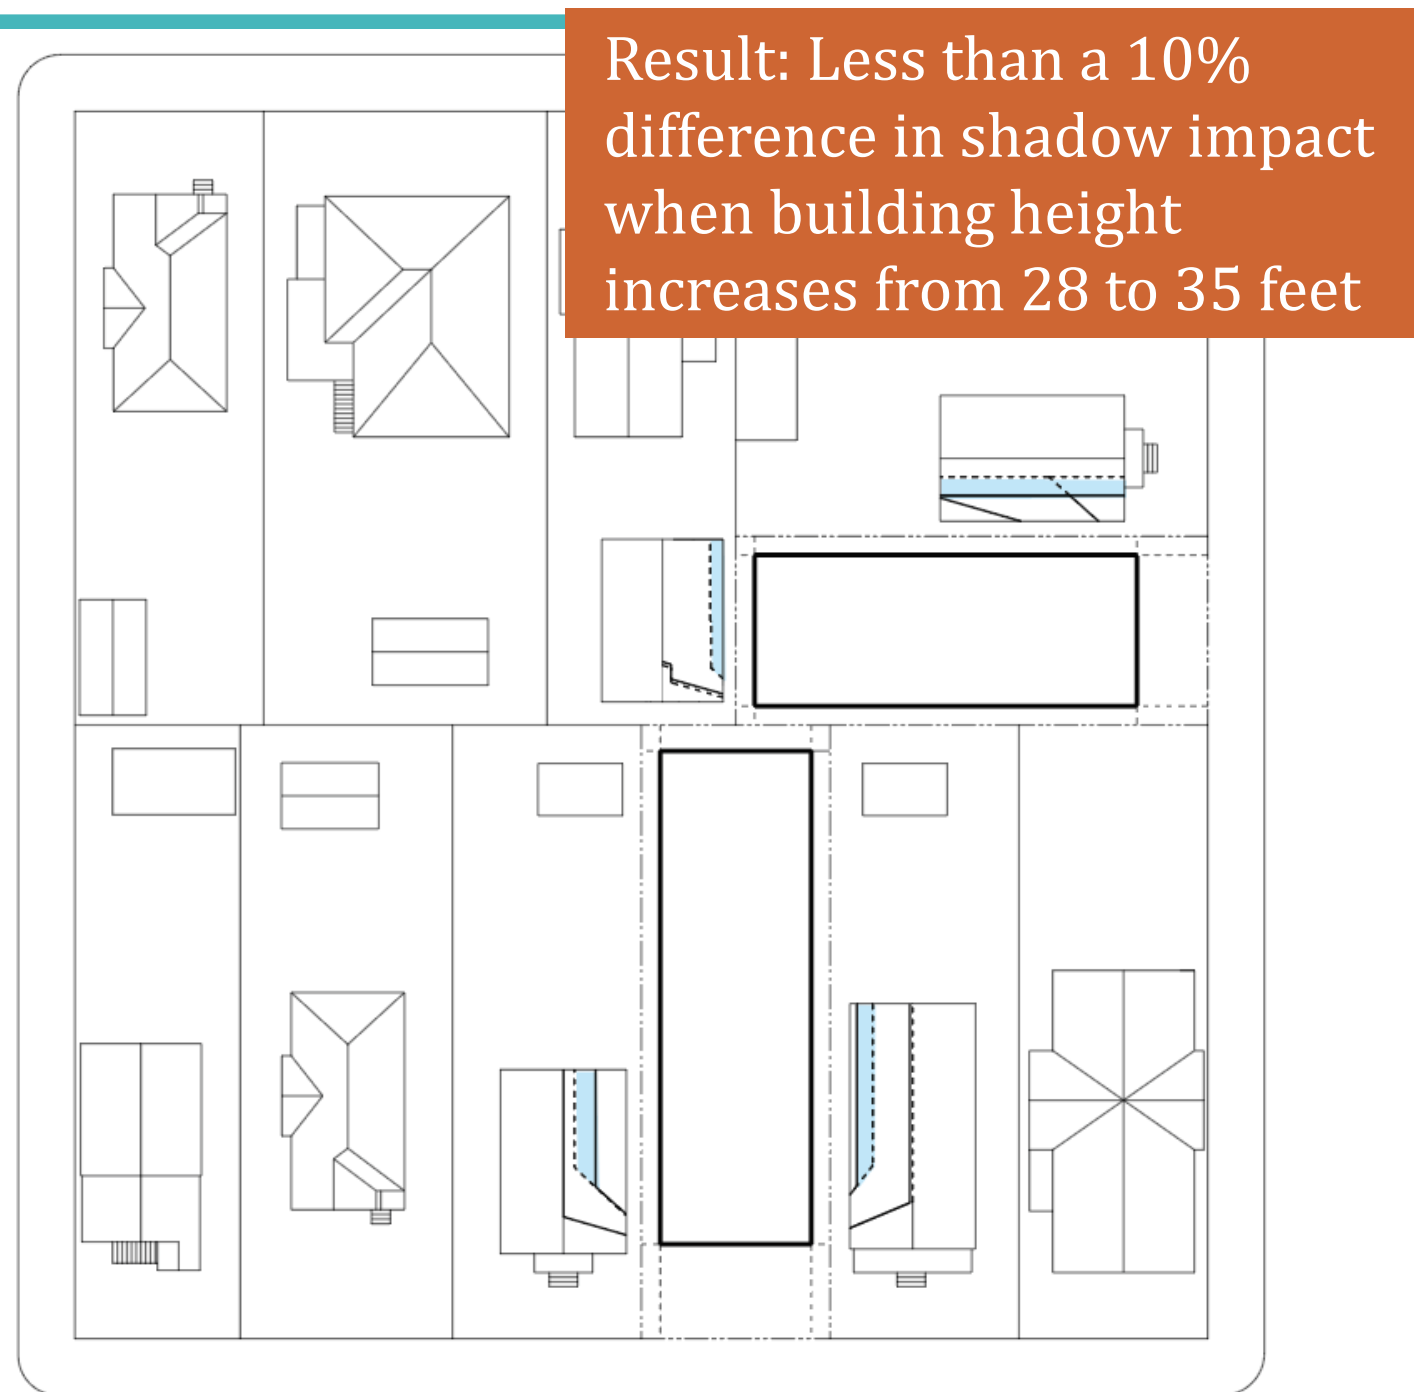 Result: Less than a 10%
difference in shadow impact
when building height
increases from 28 to 35 feet